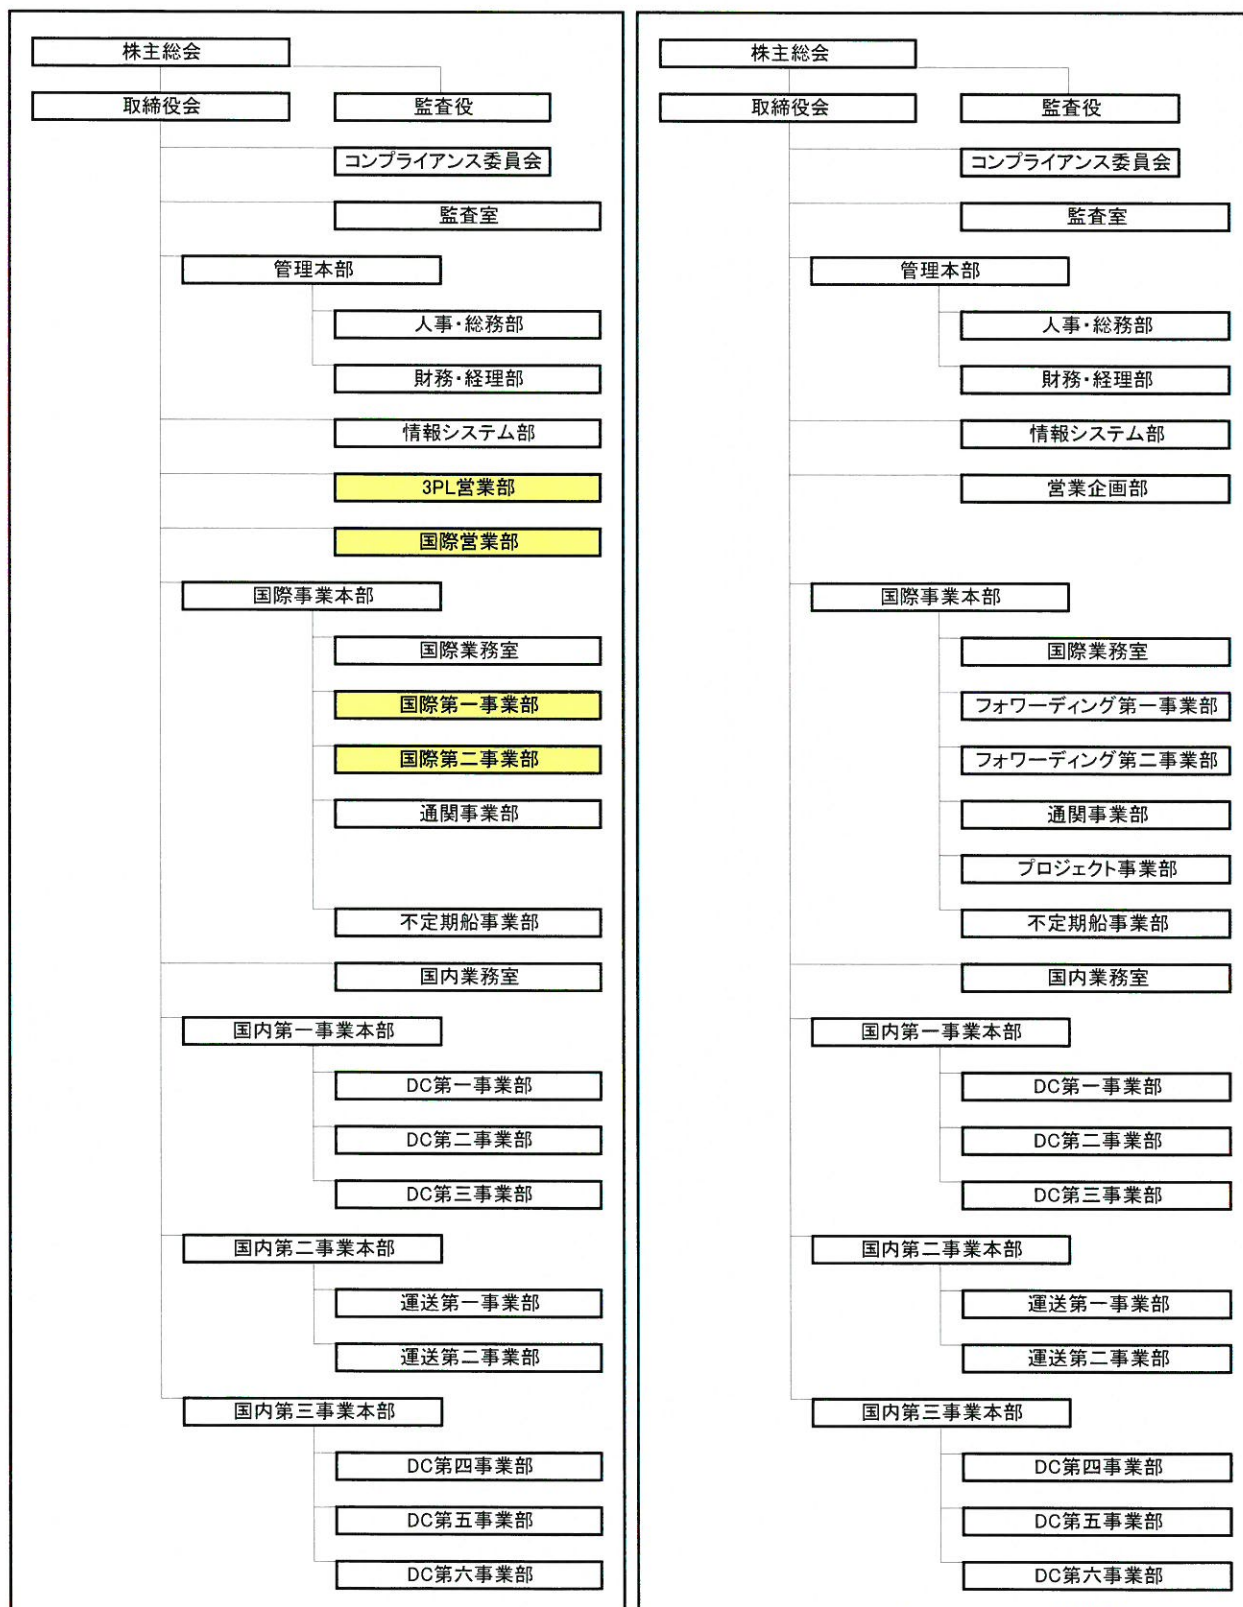 株主総会
取締役会
監査役
コンプライアンス委員会
監査室
管理本部
人事・総務部
財務・経理部
情報システム部
3PL営業部
国際営業部
国際事業本部
国際業務室
国際第一事業部
国際第二事業部
通関事業部
不定期船事業部
国内業務室
国内第一事業本部
DC第一事業部
DC第二事業部
DC第三事業部
国内第二事業本部
運送第一事業部
運送第二事業部
国内第三事業本部
DC第四事業部
DC第五事業部
DC第六事業部
株主総会
取締役会
監査役
コンプライアンス委員会
監査室
管理本部
人事・総務部
財務・経理部
情報システム部
営業企画部
国際事業本部
国際業務室
フォワーディング第一事業部
フォワーディング第二事業部
通関事業部
プロジェクト事業部
不定期船事業部
国内業務室
国内第一事業本部
DC第一事業部
DC第二事業部
DC第三事業部
国内第二事業本部
運送第一事業部
運送第二事業部
国内第三事業本部
DC第四事業部
DC第五事業部
DC第六事業部